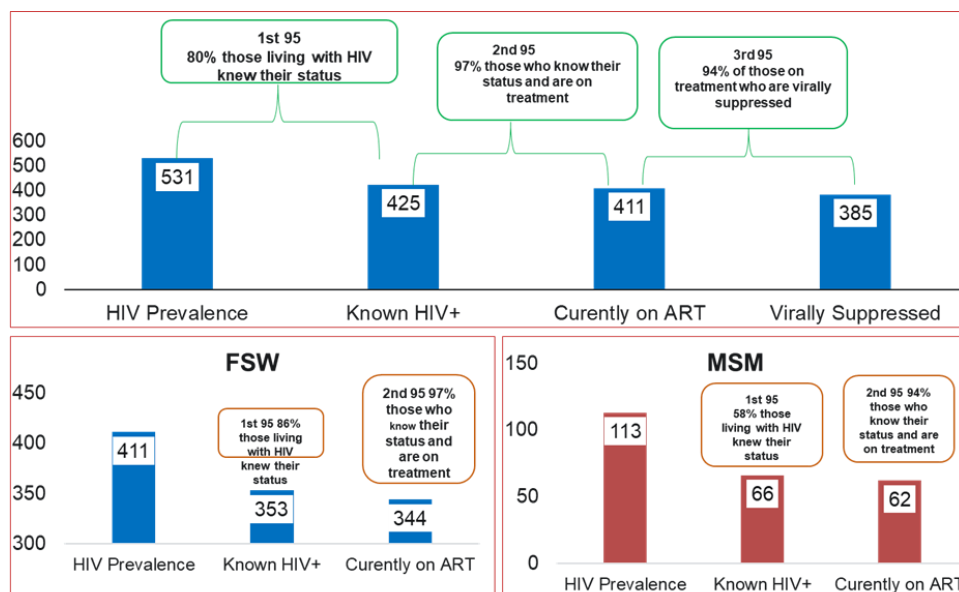 1st 95
80% those living with HIV
knew their status
2nd 95
97% those who know their
status and are on
treatment
3rd 95
94% of those on
treatment who are virally
suppressed
600
500
400
300
200
100
0
531
425
411
385
HIV Prevalence
Known HIV+
Curently on ART
Virally Suppressed
FSW
450
400
350
300
1st 95 86%
those living
with HIV
knew their
status
2nd 95 97%
those who
know their
status and
are on
treatment
411
353
344
HIV Prevalence
Known HIV+
Curently on ART
MSM
150
100
50
0
1st 95
58% those
living with HIV
knew their
status
2nd 95 94%
those who
know their
status and are
on treatment
113
66
62
HIV Prevalence
Known HIV+
Curently on ART